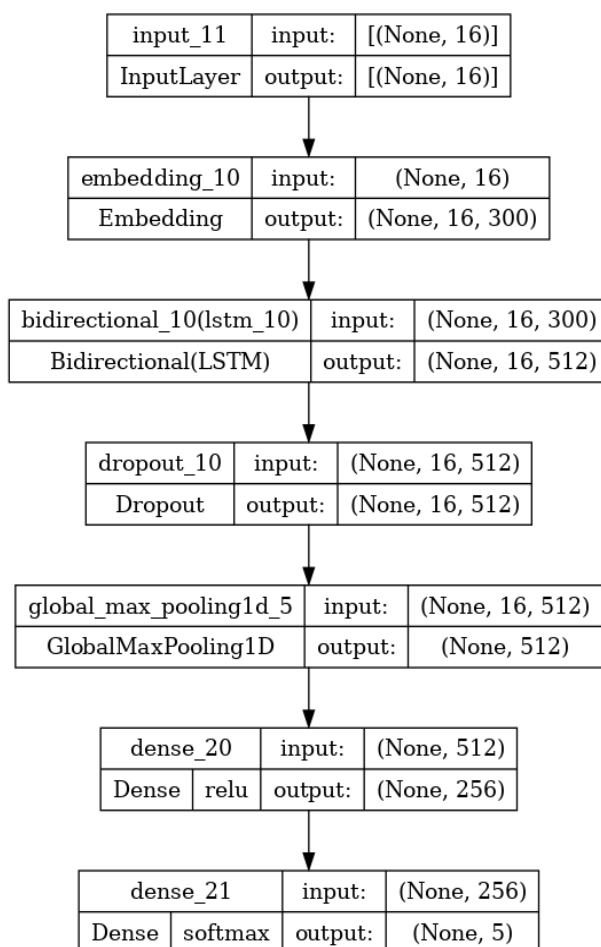 input_11 input: [(None, 16)]
InputLayer output: [(None, 16)]
embedding_10 input: (None, 16)
Embedding output: (None, 16, 300)
bidirectional_10(lstm_10) input: (None, 16, 300)
Bidirectional(LSTM) output: (None, 16, 512)
dropout_10 input: (None, 16, 512)
Dropout output: (None, 16, 512)
global_max_pooling1d_5 input: (None, 16, 512)
GlobalMaxPooling1D output: (None, 512)
dense_20 input: (None, 512)
Dense relu output: (None, 256)
dense_21 input: (None, 256)
Dense softmax output: (None, 5)